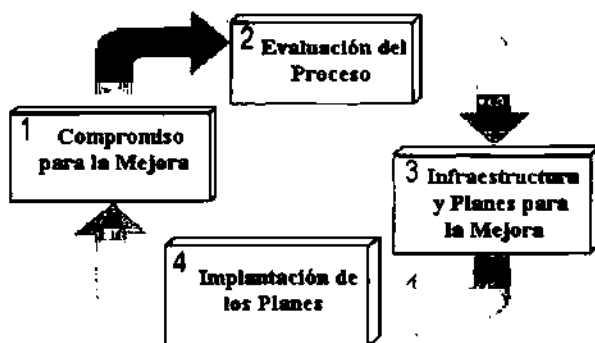 1
Compromiso
para la Mejora
2
Evaluación del
Proceso
3 Infraestructura
y Planes para
la Mejora
4
Implantación de
los Planes